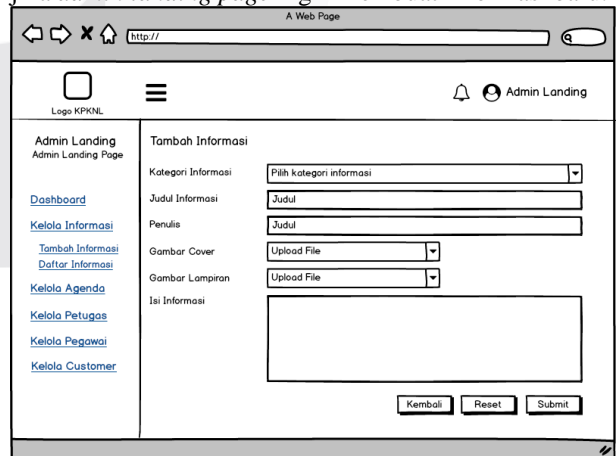 A Web Page
http://
Logo KPKNL
Admin Landing
Admin Landing
Admin Landing Page
Dashboard
Kelola Informasi
Tambah Informasi
Daftar Informasi
Kelola Agenda
Kelola Petugas
Kelola Pegawai
Kelola Customer
Tambah Informasi
Kategori Informasi
Pilih kategori informasi
Judul Informasi
Judul
Penulis
Judul
Gambar Cover
Upload File
Gambar Lampiran
Upload File
Isi Informasi
Kembali
Reset
Submit